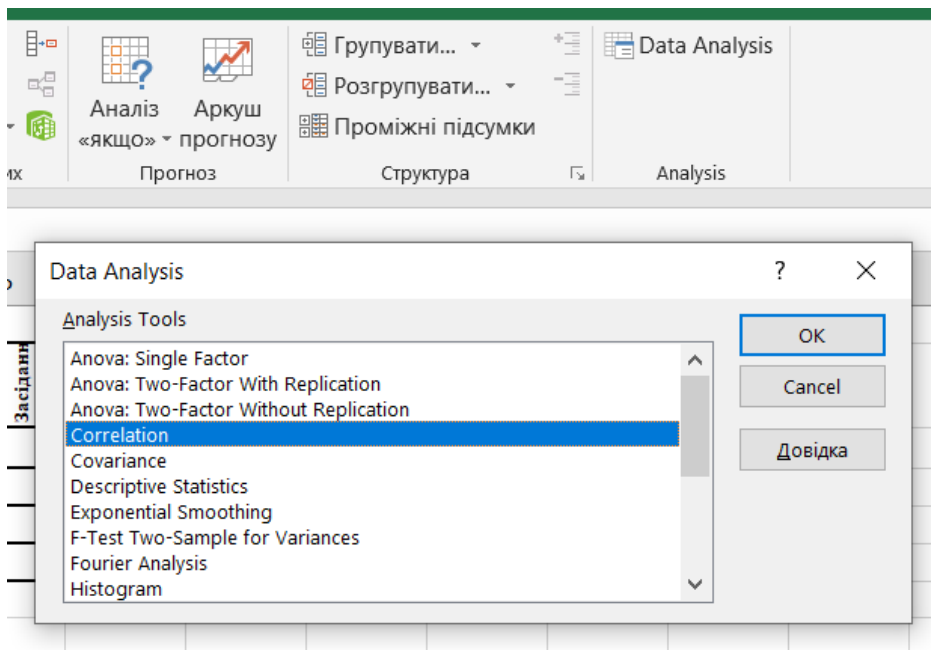 Групувати...
Data Analysis
Розгрупувати...
Аналіз
«якщо»
Аркуш
прогнозу
Проміжні підсумки
их
Прогноз
Структура
Analysis
Data Analysis
?
Analysis Tools
Anova: Single Factor
Anova: Two-Factor With Replication
Anova: Two-Factor Without Replication
Correlation
Covariance
Descriptive Statistics
Exponential Smoothing
F-Test Two-Sample for Variances
Fourier Analysis
Histogram
OK
Cancel
Довідка
Засіданн